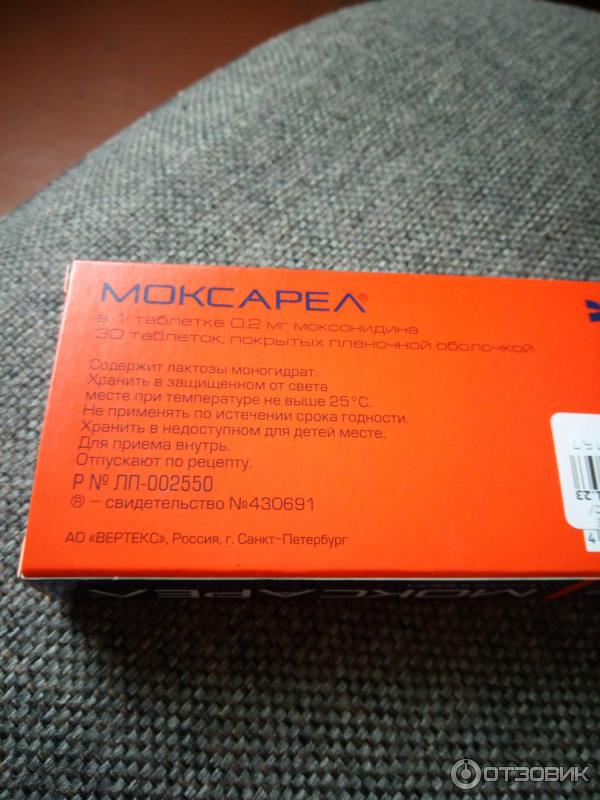 МОКСАРЕЛ®
в 1 таблетке 0,2 мг моксонидина
30 таблеток, покрытых пленочной оболочкой
Содержит лактозы моногидрат.
Хранить в защищенном от света
месте при температуре не выше 25°С.
Не применять по истечении срока годности.
Хранить в недоступном для детей месте.
Для приема внутрь.
Отпускают по рецепту.
Р № ЛП-002550
® – свидетельство №430691
АО «ВЕРТЕКС», Россия, г. Санкт-Петербург
МОКСАРЕЛ
ОТЗОВИК